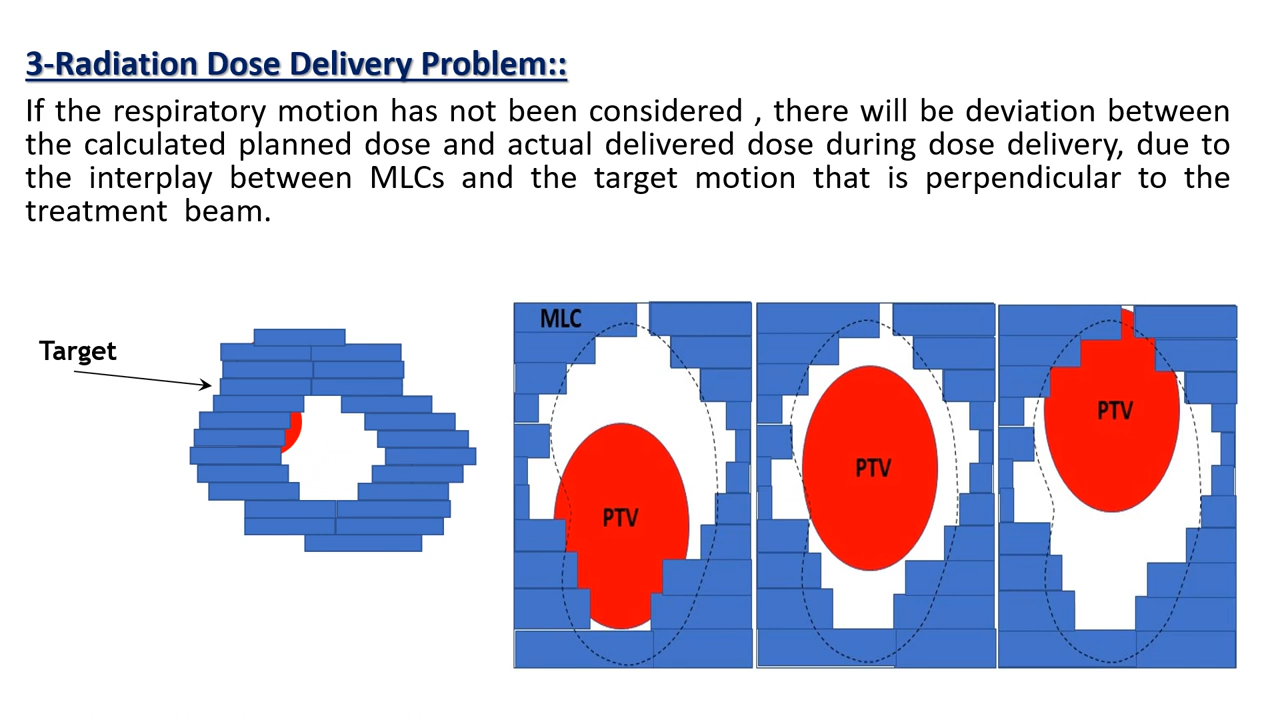 3-Radiation Dose Delivery Problem::
If the respiratory motion has not been considered , there will be deviation between
the calculated planned dose and actual delivered dose during dose delivery, due to
the interplay between MLCs and the target motion that is perpendicular to the
treatment beam.
Target
MLC
PTV
PTV
PTV